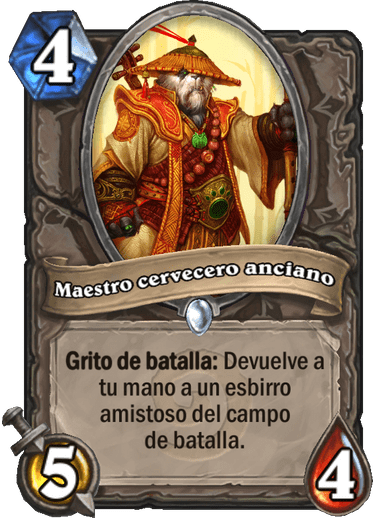 4
Maestro cervecero anciano
Grito de batalla: Devuelve a
tu mano a un esbirro
amistoso del campo
de batalla.
5
4